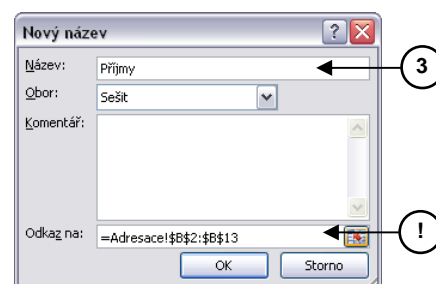 Nový název
Název: Příjmy 3
Obor: Sešit
Komentář:
Odkaz na: =Adresace!$B$2:$B$13 !
OK Storno